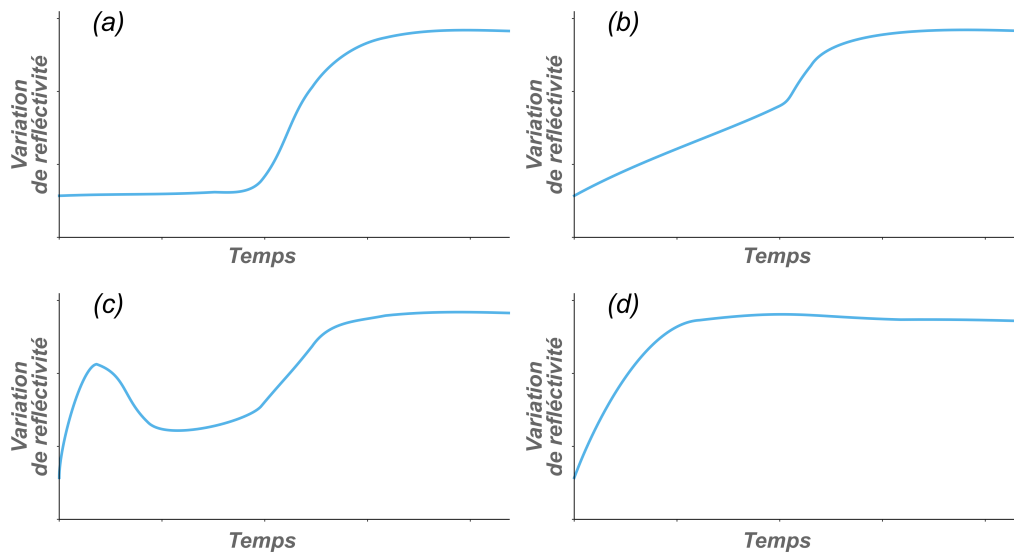 (a)
Variation
de refléctivité
Temps
(b)
Variation
de refléctivité
Temps
(c)
Variation
de refléctivité
Temps
(d)
Variation
de refléctivité
Temps